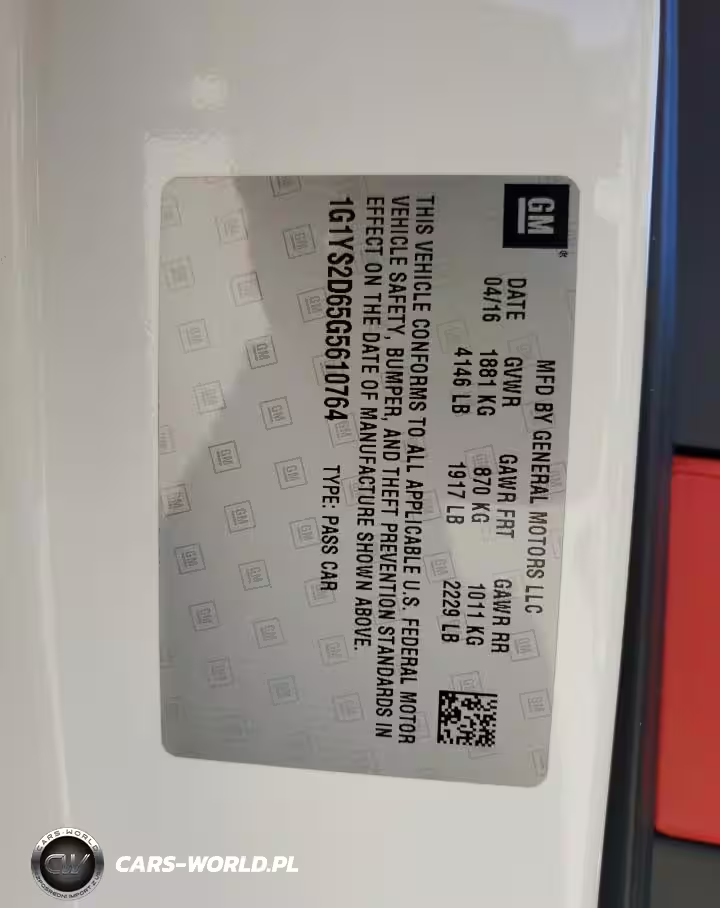 GM
MFD BY GENERAL MOTORS LLC
DATE GVWR GAWR FRT GAWR RR
04/16 1881 KG 870 KG 1011 KG
4146 LB 1917 LB 2229 LB
THIS VEHICLE CONFORMS TO ALL APPLICABLE U.S. FEDERAL MOTOR
VEHICLE SAFETY, BUMPER, AND THEFT PREVENTION STANDARDS IN
EFFECT ON THE DATE OF MANUFACTURE SHOWN ABOVE.
1G1YS2D65G5610764 TYPE: PASS CAR
CARS-WORLD
CW
CARS-WORLD.PL